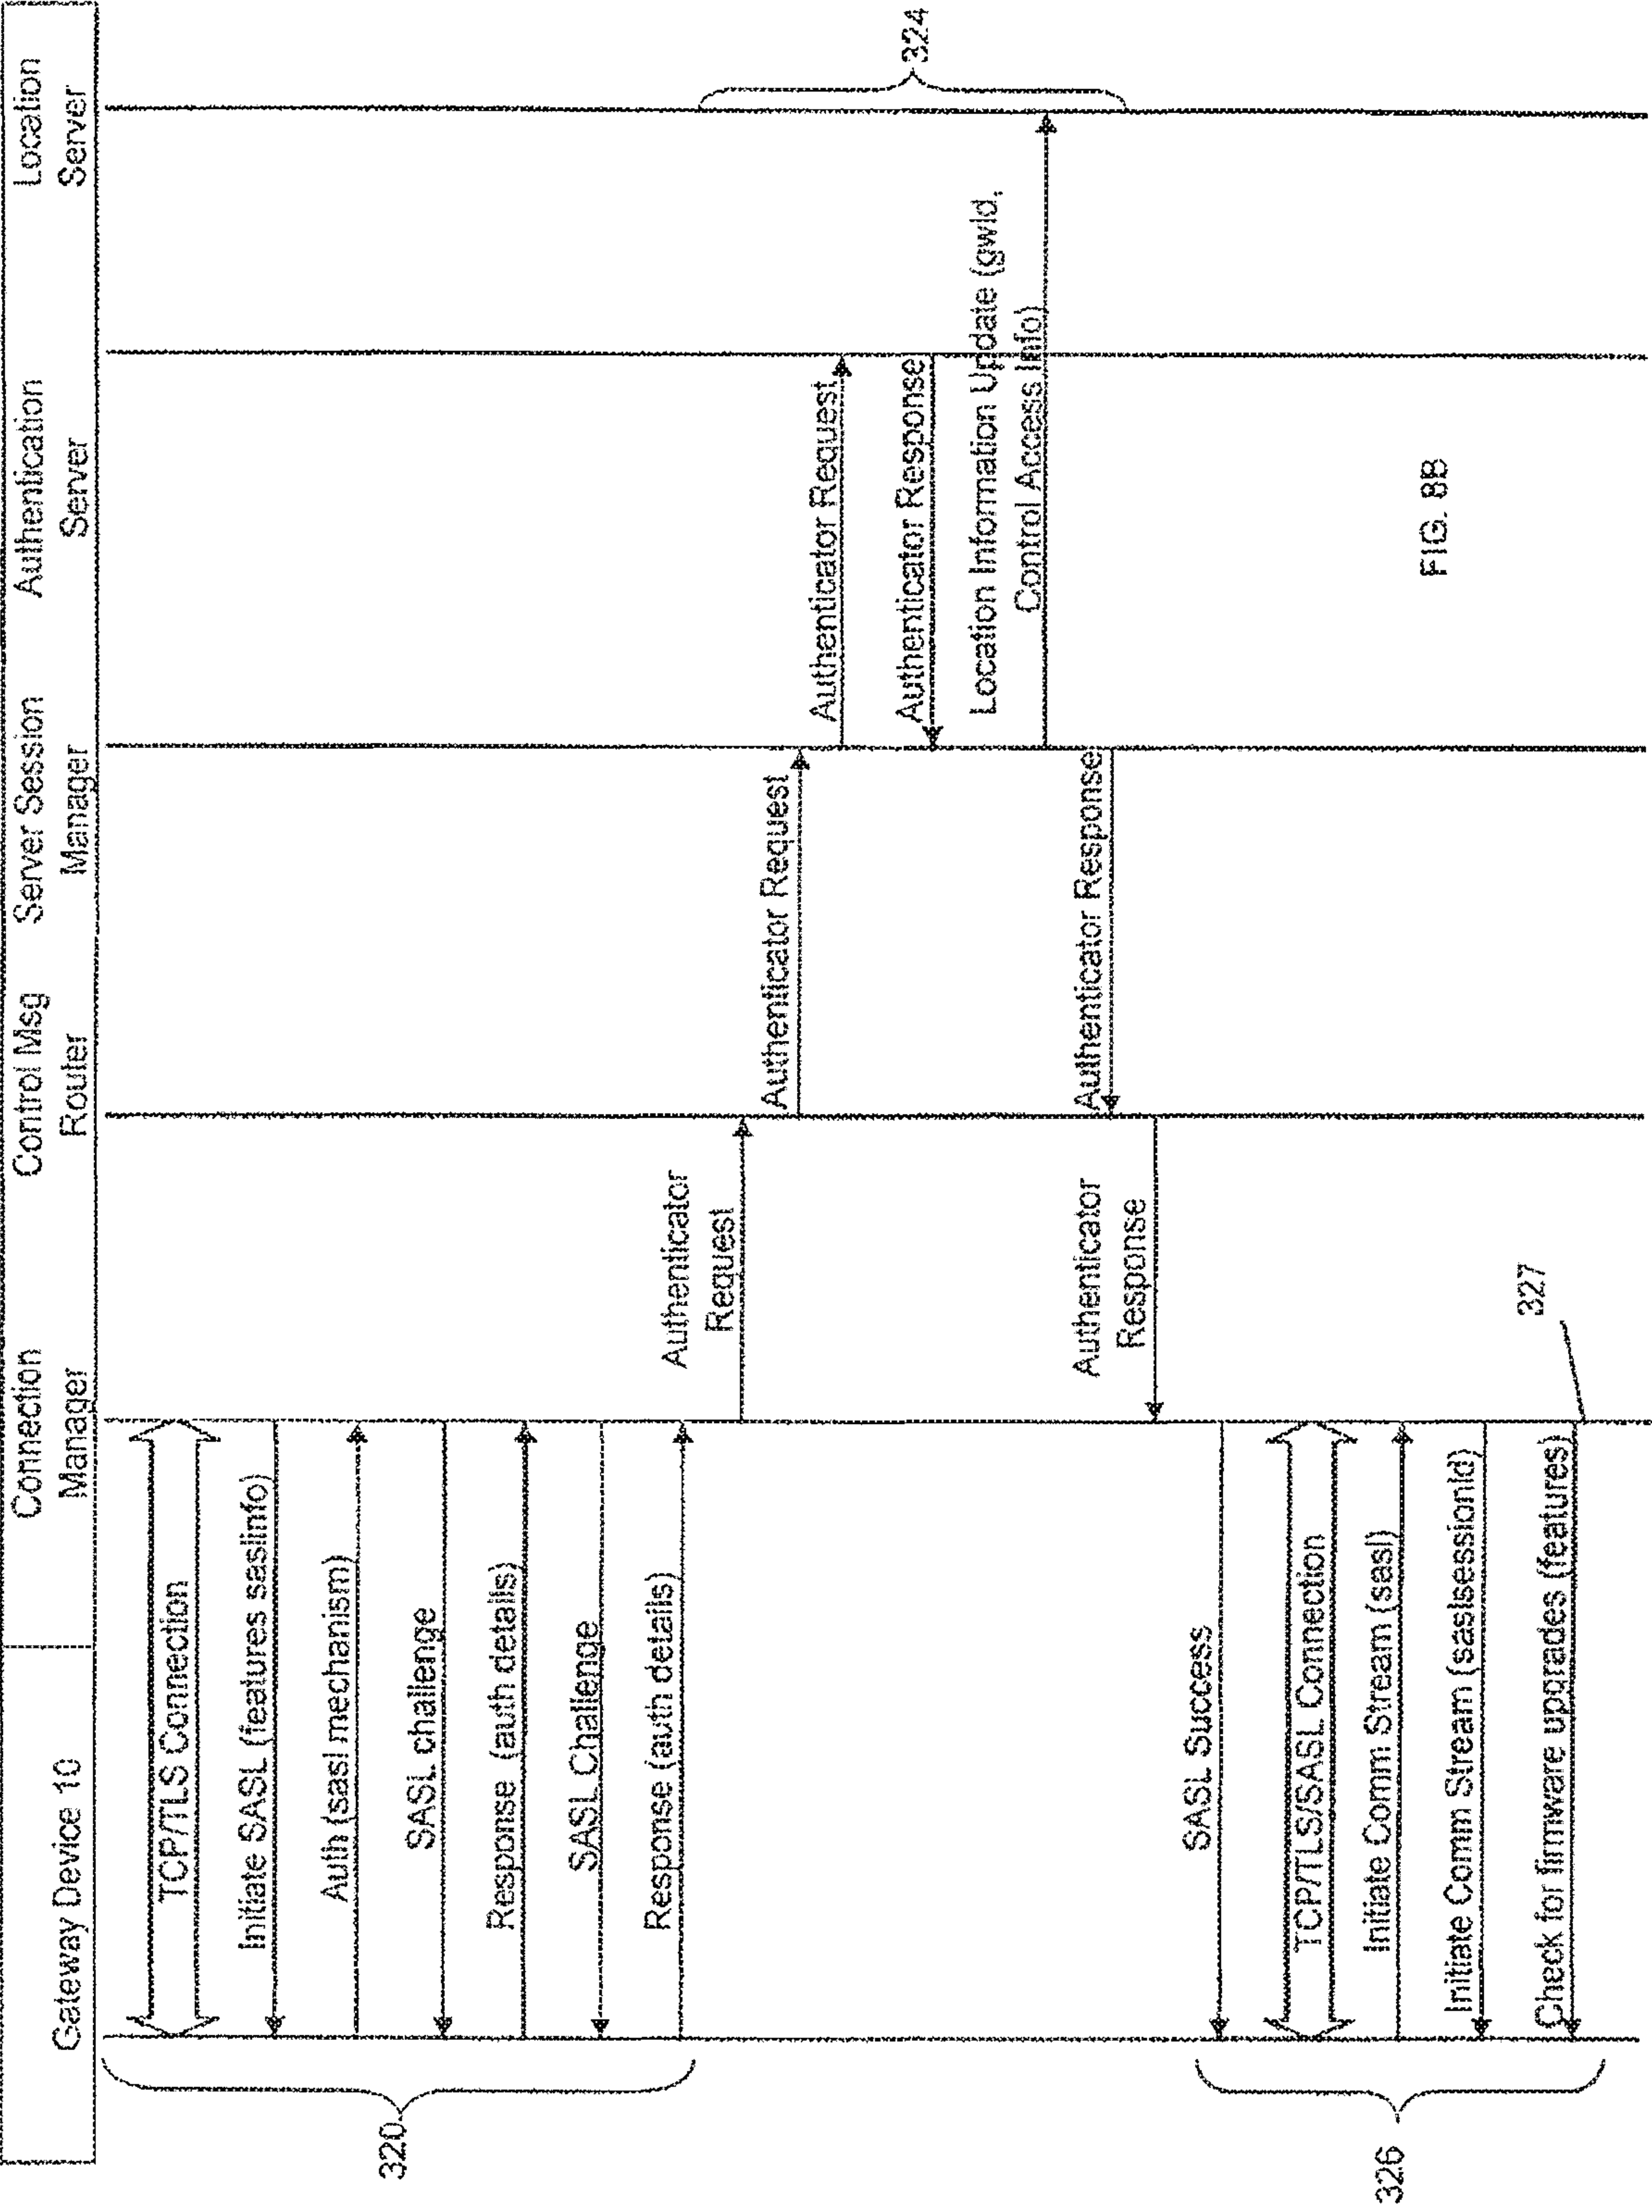 Gateway Device 10
Connection
Manager
Control Msg
Router
Server Session
Manager
Authentication
Server
Location
Server
TCP/TLS Connection
Initiate SASL (features saslinfo)
Auth (sasl mechanism)
SASL challenge
Response (auth details)
SASL Challenge
Response (auth details)
320
Authenticator
Request
Authenticator Request
Authenticator Request
Authenticator Response
Location Information Update (gwId,
Control Access Info)
324
Authenticator Response
Authenticator
Response
SASL Success
TCP/TLS/SASL Connection
Initiate Comm Stream (sasl)
Initiate Comm Stream (saslsessionId)
Check for firmware upgrades (features)
326
327
FIG. 8B